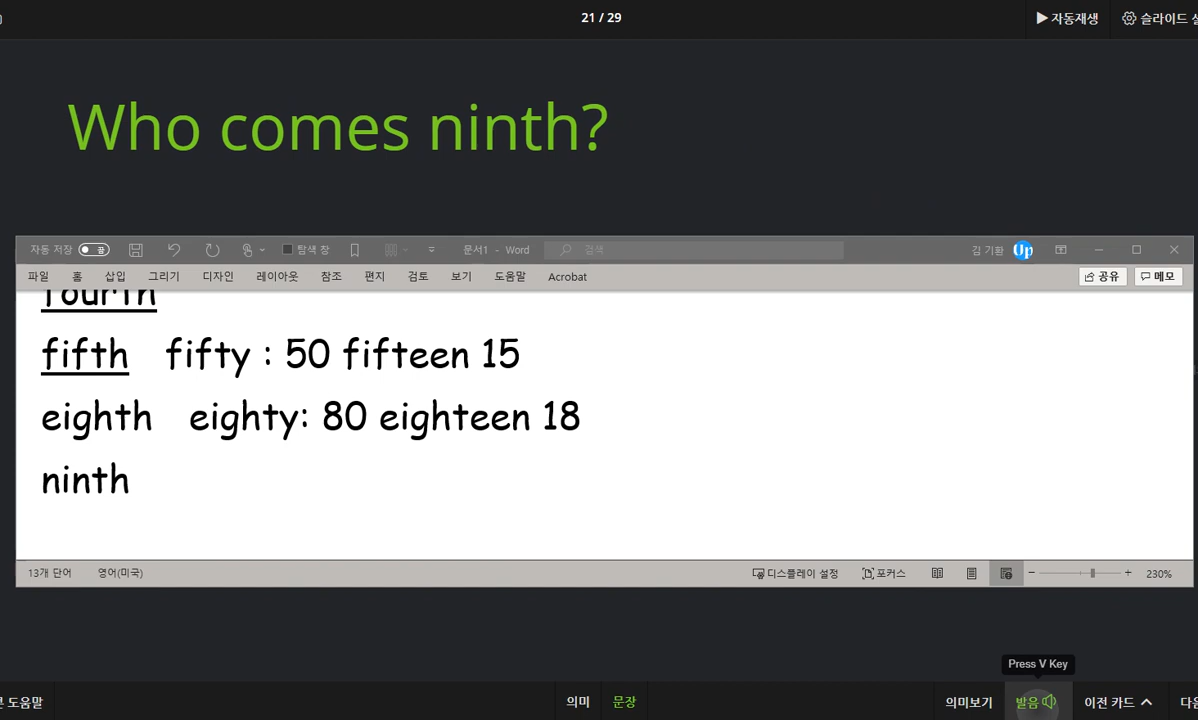 21 / 29
▶ 자동재생
슬라이드
Who comes ninth?
자동 저장 끔
탐색 창
문서1 - Word
검색
김 기환
Up
파일 홈 삽입 그리기 디자인 레이아웃 참조 편지 검토 보기 도움말 Acrobat
공유
메모
fourth
fifth fifty : 50 fifteen 15
eighth eighty: 80 eighteen 18
ninth
13개 단어 영어(미국)
디스플레이 설정
포커스
- + 230%
Press V Key
도움말
의미 문장
의미보기
발음
이전 카드